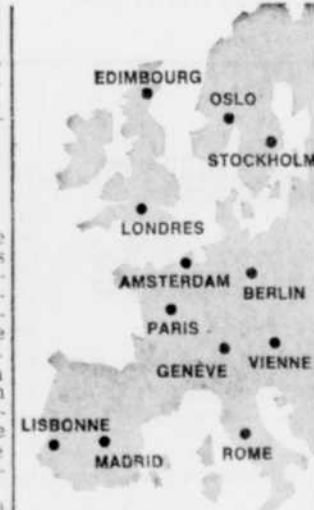 EDIMBOURG
OSLO
STOCKHOLM
LONDRES
AMSTERDAM
BERLIN
PARIS
GENÈVE
VIENNE
LISBONNE
MADRID
ROME